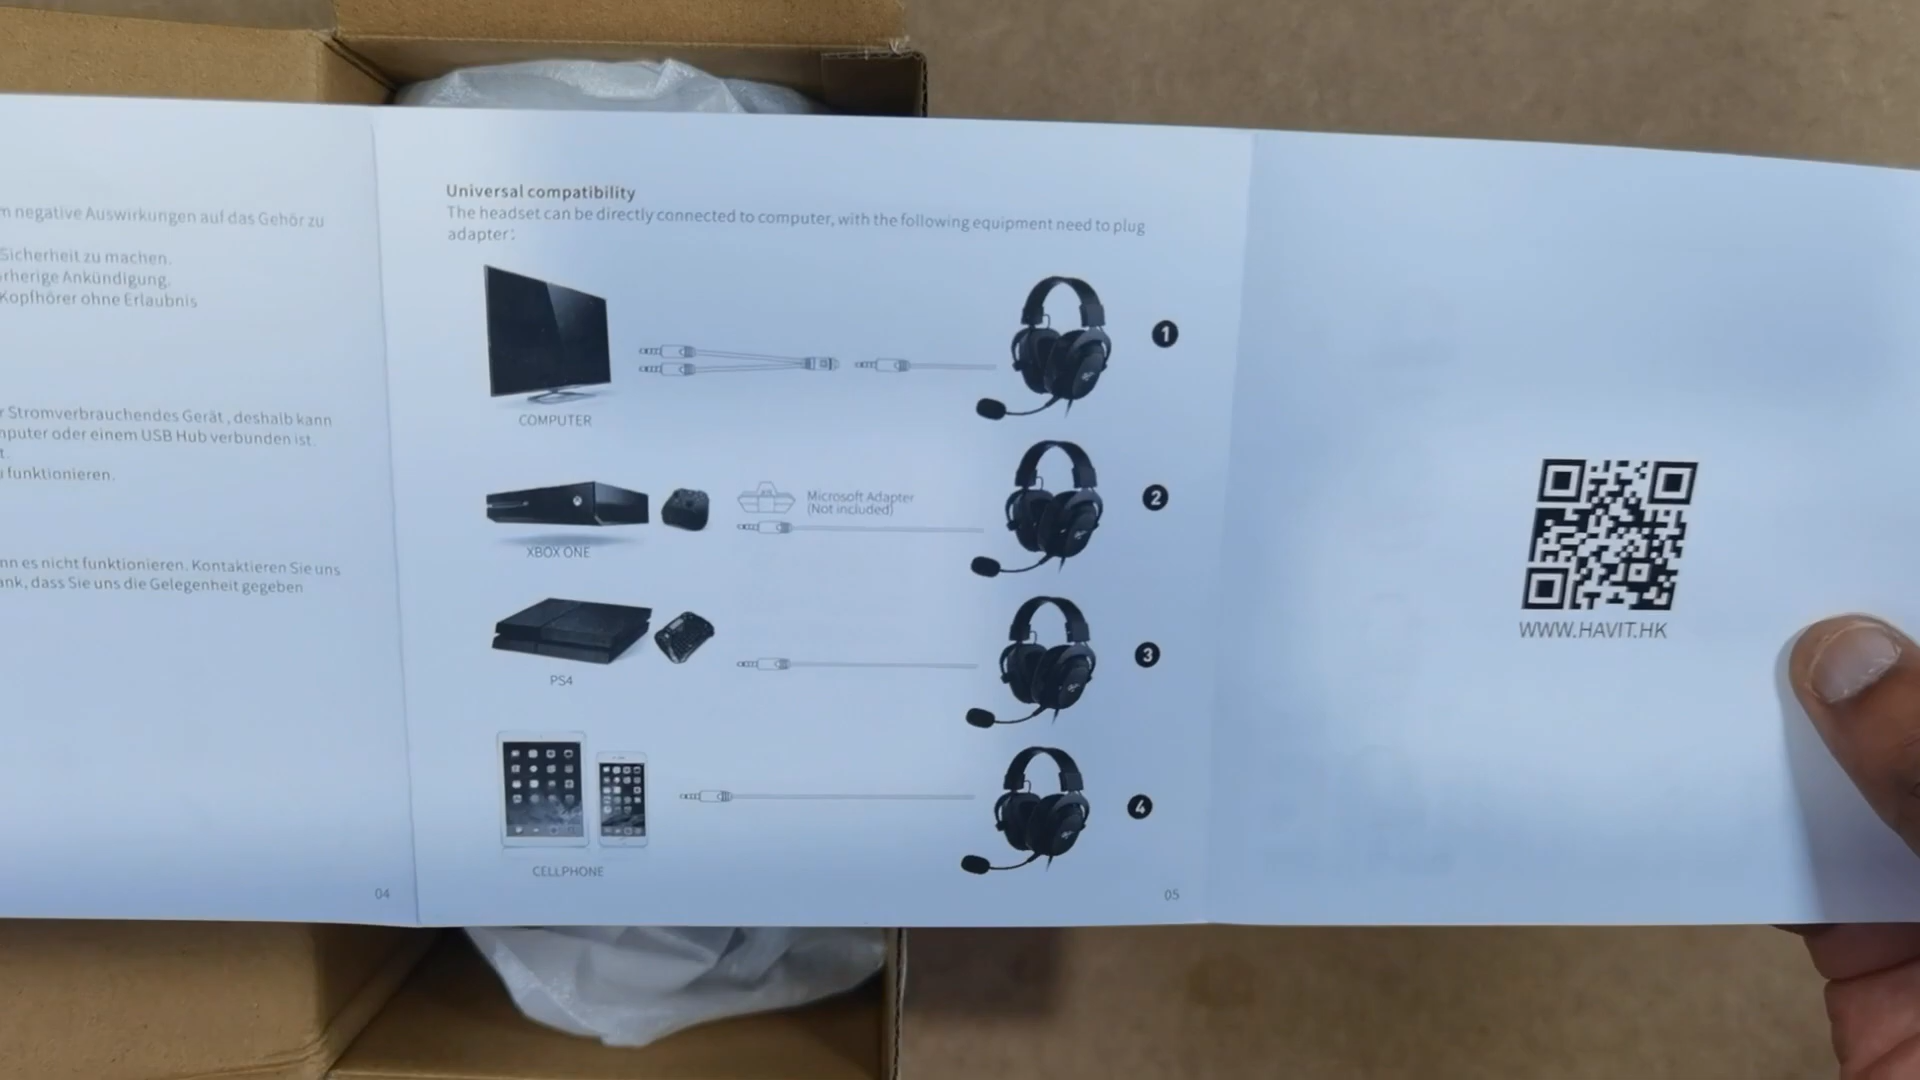 m negative Auswirkungen auf das Gehör zu
Sicherheit zu machen.
rherige Ankündigung.
Kopfhörer ohne Erlaubnis
r Stromverbrauchendes Gerät , deshalb kann
nputer oder einem USB Hub verbunden ist.
t.
u funktionieren.
nn es nicht funktionieren. Kontaktieren Sie uns
ank, dass Sie uns die Gelegenheit gegeben
04
Universal compatibility
The headset can be directly connected to computer, with the following equipment need to plug
adapter:
COMPUTER
1
Microsoft Adapter
(Not included)
XBOX ONE
2
PS4
3
CELLPHONE
4
05
WWW.HAVIT.HK